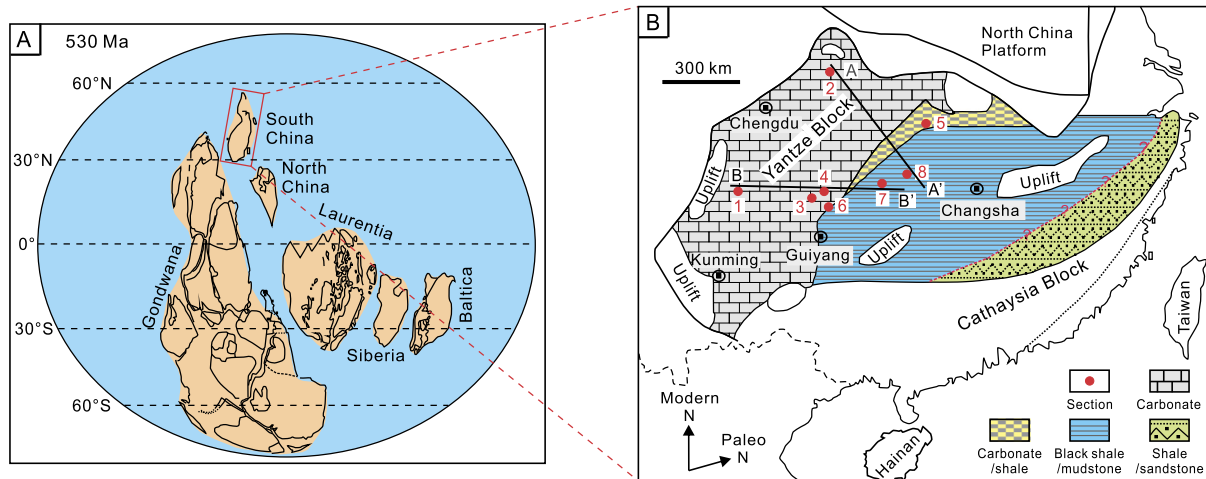 A
530 Ma
60°N
30°N
0°
30°S
60°S
South
China
North
China
Laurentia
Gondwana
Siberia
Baltica
B
300 km
North China
Platform
A
2
Chengdu
Yantze Block
5
Uplift
B
1
4
3
6
7
8
B'
A'
Changsha
Uplift
?
?
?
Guiyang
Uplift
Kunming
Uplift
Cathaysia Block
Taiwan
Hainan
Modern
N
Paleo
N
Section
Carbonate
Carbonate
/shale
Black shale
/mudstone
Shale
/sandstone